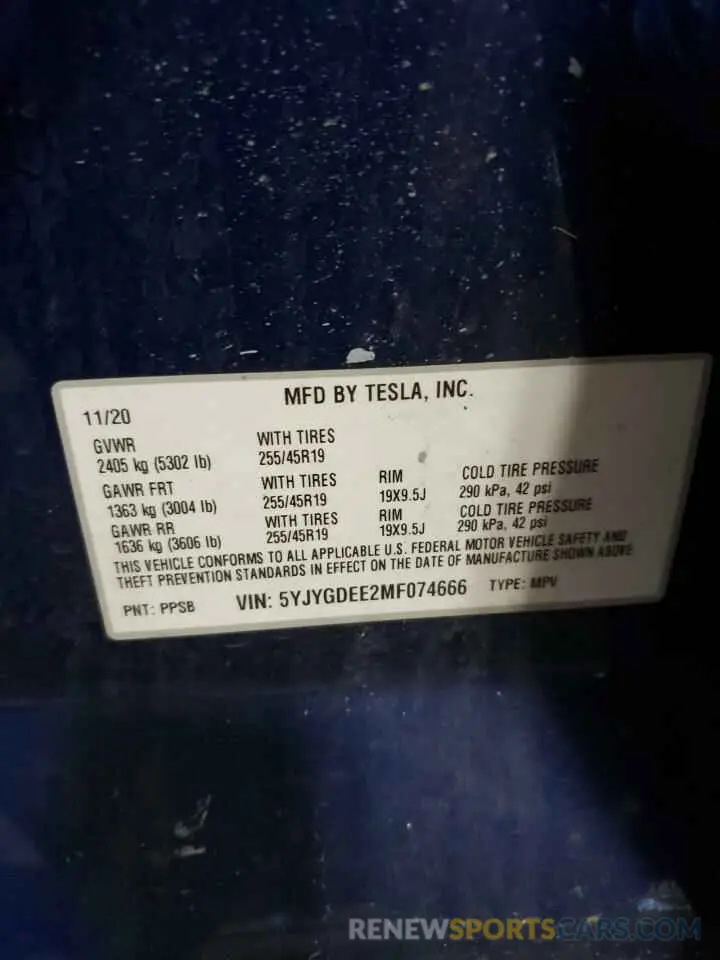 MFD BY TESLA, INC.
11/20
GVWR WITH TIRES
2405 kg (5302 lb) 255/45R19
GAWR FRT WITH TIRES RIM COLD TIRE PRESSURE
1363 kg (3004 lb) 255/45R19 19X9.5J 290 kPa, 42 psi
GAWR RR WITH TIRES RIM COLD TIRE PRESSURE
1636 kg (3606 lb) 255/45R19 19X9.5J 290 kPa, 42 psi
THIS VEHICLE CONFORMS TO ALL APPLICABLE U.S. FEDERAL MOTOR VEHICLE SAFETY AND
THEFT PREVENTION STANDARDS IN EFFECT ON THE DATE OF MANUFACTURE SHOWN ABOVE
PNT: PPSB VIN: 5YJYGDEE2MF074666 TYPE: MPV
RENEWSPORTSCARS.COM